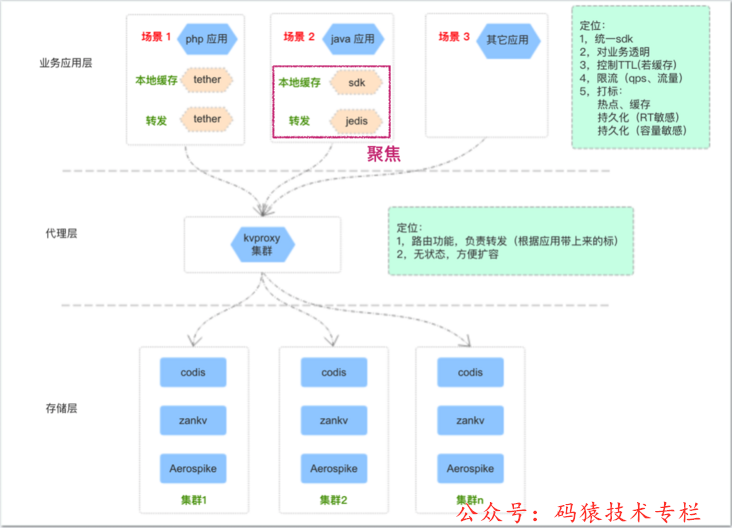 场景 1
php 应用
本地缓存
tether
转发
tether
场景 2
java 应用
本地缓存
sdk
转发
jedis
聚焦
场景 3
其它应用
业务应用层
定位:
1，统一sdk
2，对业务透明
3，控制TTL(若缓存)
4，限流（qps、流量）
5，打标:
热点、缓存
持久化（RT敏感）
持久化（容量敏感）
代理层
kvproxy
集群
定位:
1，路由功能，负责转发（根据应用带上来的标）
2，无状态，方便扩容
存储层
codis
zankv
Aerospike
集群1
codis
zankv
Aerospike
集群2
codis
zankv
Aerospike
集群n
公众号：码猿技术专栏